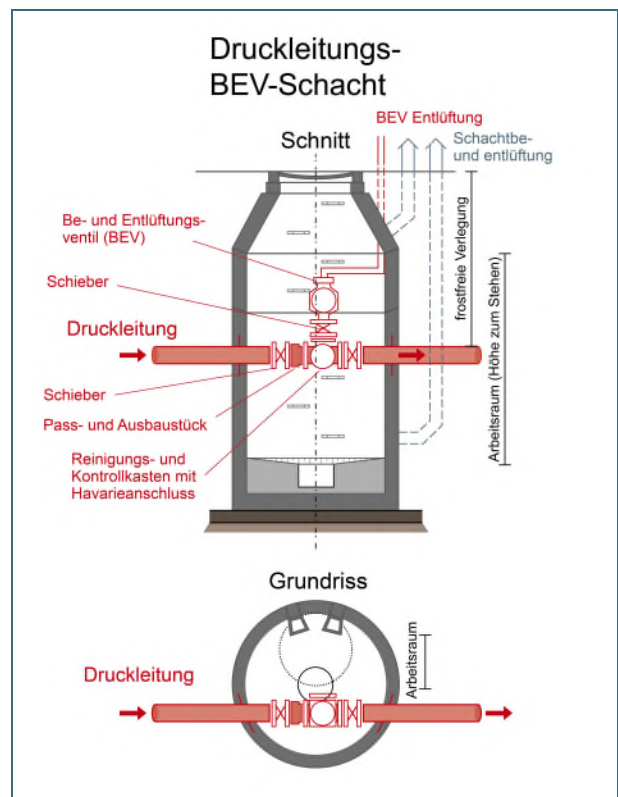 Druckleitungs-
BEV-Schacht
BEV Entlüftung
Schnitt
Schachtbe-
und entlüftung
Be- und Entlüftungs-
ventil (BEV)
Schieber
frostfreie Verlegung
Druckleitung
Arbeitsraum (Höhe zum Stehen)
Schieber
Pass- und Ausbaustück
Reinigungs- und
Kontrollkasten mit
Havarieanschluss
Grundriss
Arbeitsraum
Druckleitung